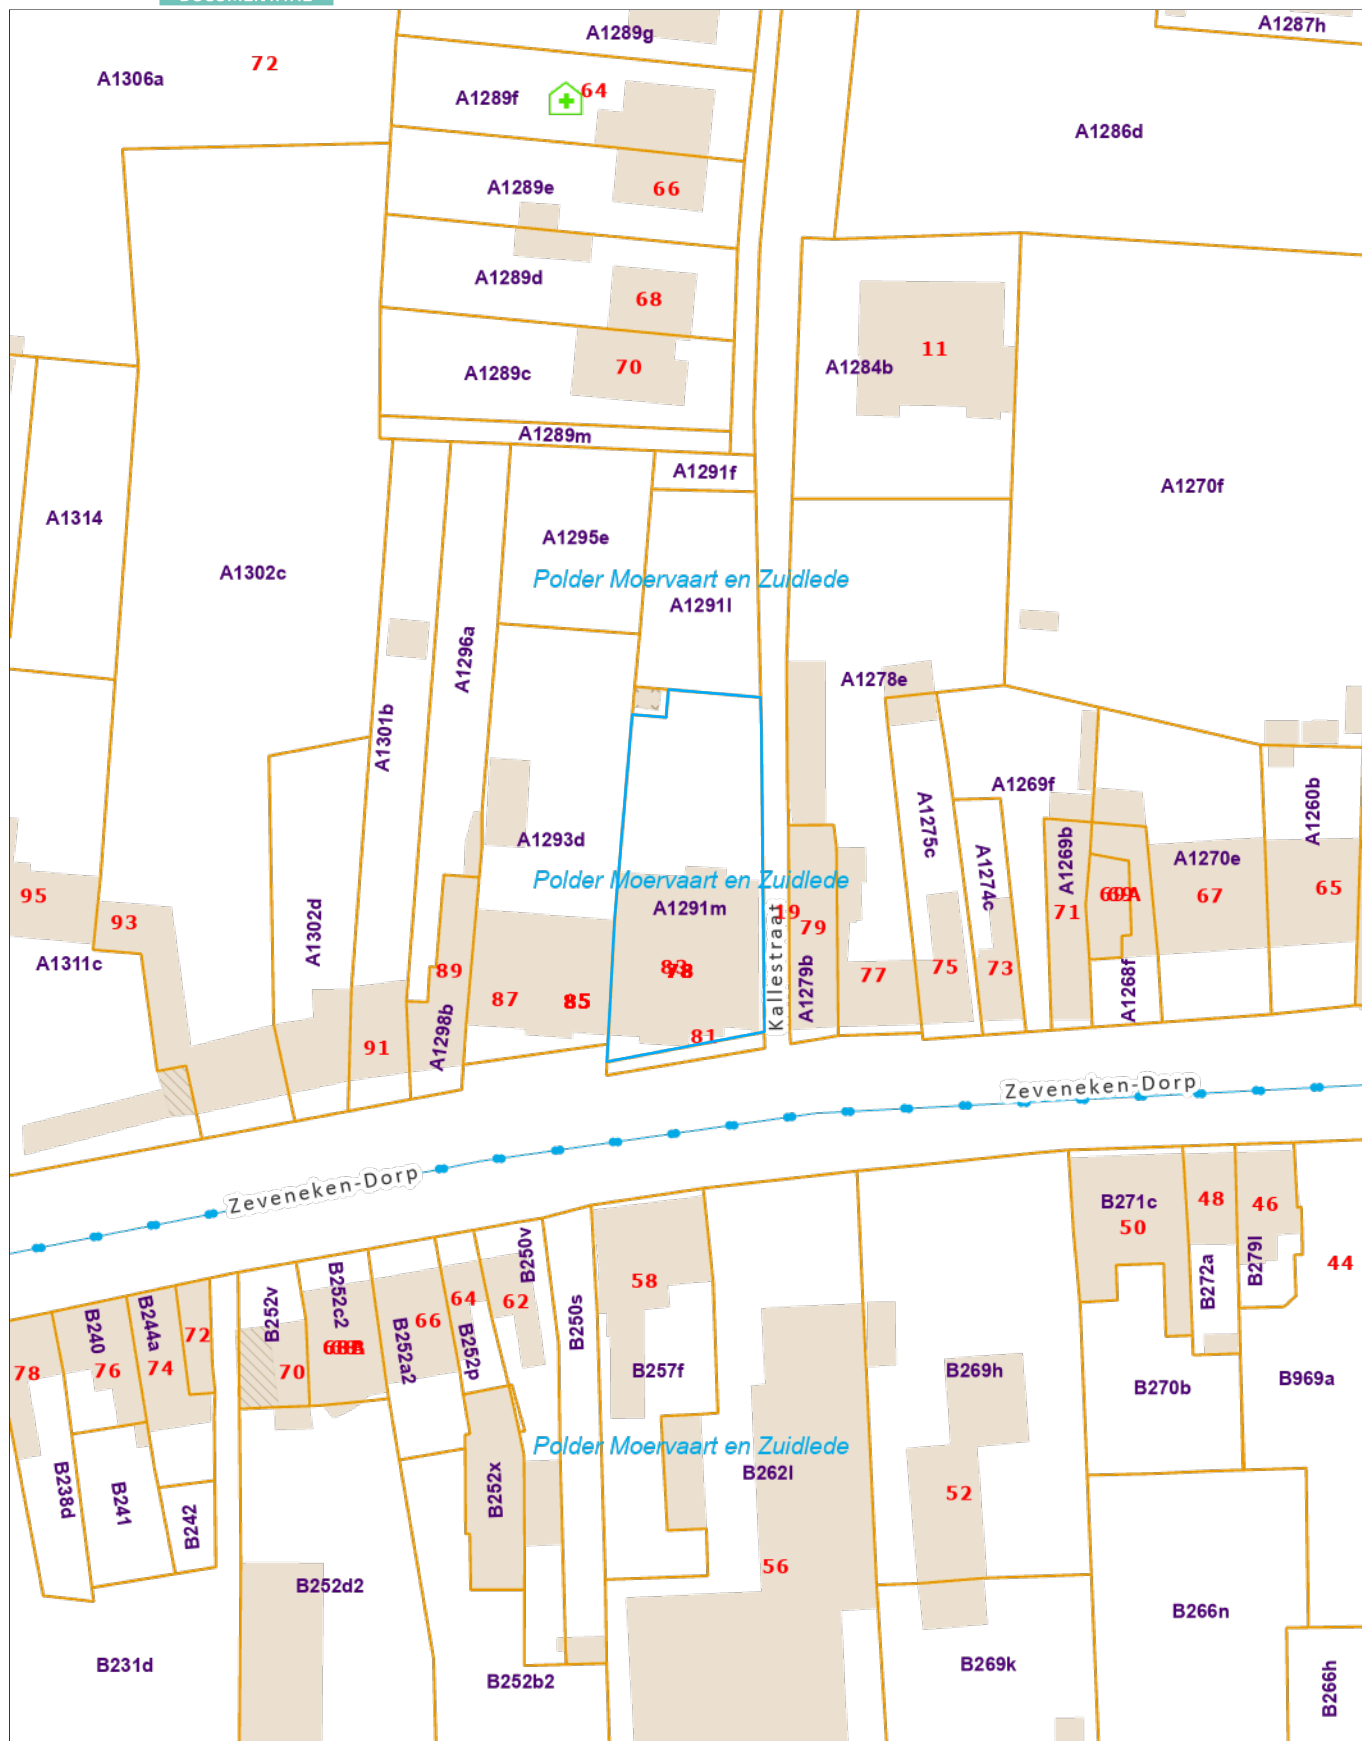 A1289g
A1287h
72
A1306a
64
A1289f
A1286d
A1289e
66
A1289d
68
A1284b
11
A1289c
70
A1289m
A1291f
A1270f
A1314
A1295e
A1302c
Polder Moervaart en Zuidlede
A1291l
A1296a
A1278e
A1301b
A1269f
A1260b
A1275c
A1293d
A1270e
A1269b
A1274c
Polder Moervaart en Zuidlede
65
95
67
A1291m
19
71
93
79
A1302d
Kallestraat
A1311c
89
83
77
75
73
A1279b
A1268f
87
85
A1298b
91
81
Zeveneken-Dorp
Zeveneken-Dorp
B271c
48
46
50
B250v
44
B279l
B272a
58
B252v
B252c2
64
62
B240
B244a
72
66
B250s
B252a2
B252p
78
76
74
70
B257f
B269h
B270b
B969a
Polder Moervaart en Zuidlede
B262l
B238d
B241
B252x
52
B242
56
B252d2
B266n
B231d
B252b2
B269k
B266h